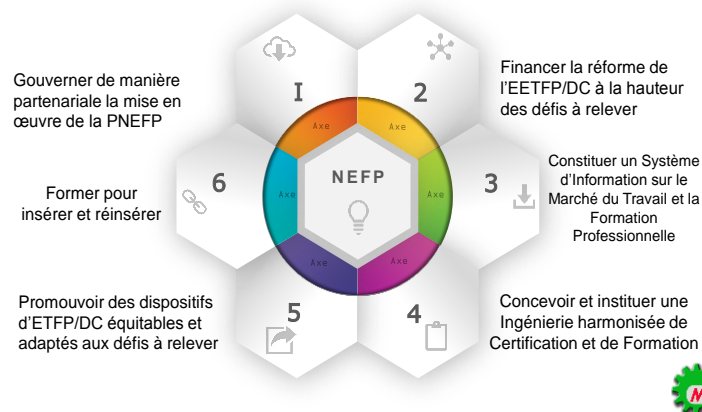 Gouverner de manière
partenariale la mise en
œuvre de la PNEFP
I
Axe
2
Axe
Financer la réforme de
l'EETFP/DC à la hauteur
des défis à relever
3
Axe
Constituer un Système
d'Information sur le
Marché du Travail et la
Formation
Professionnelle
4
Axe
Concevoir et instituer une
Ingénierie harmonisée de
Certification et de Formation
5
Axe
Promouvoir des dispositifs
d'ETFP/DC équitables et
adaptés aux défis à relever
6
Axe
Former pour
insérer et réinsérer
NEFP
M